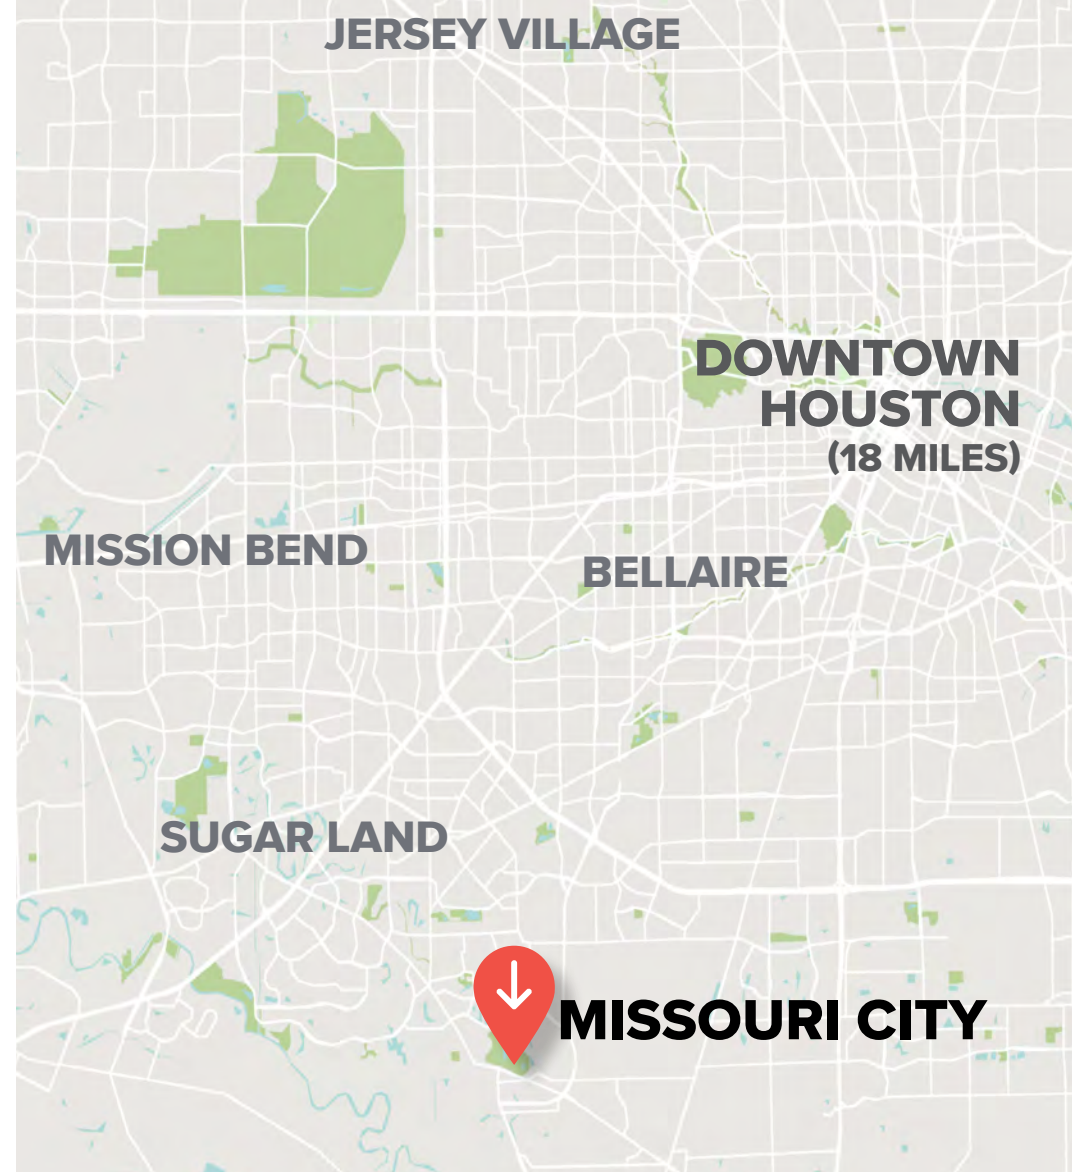 JERSEY VILLAGE
DOWNTOWN
HOUSTON
(18 MILES)
MISSION BEND
BELLAIRE
SUGAR LAND
MISSOURI CITY